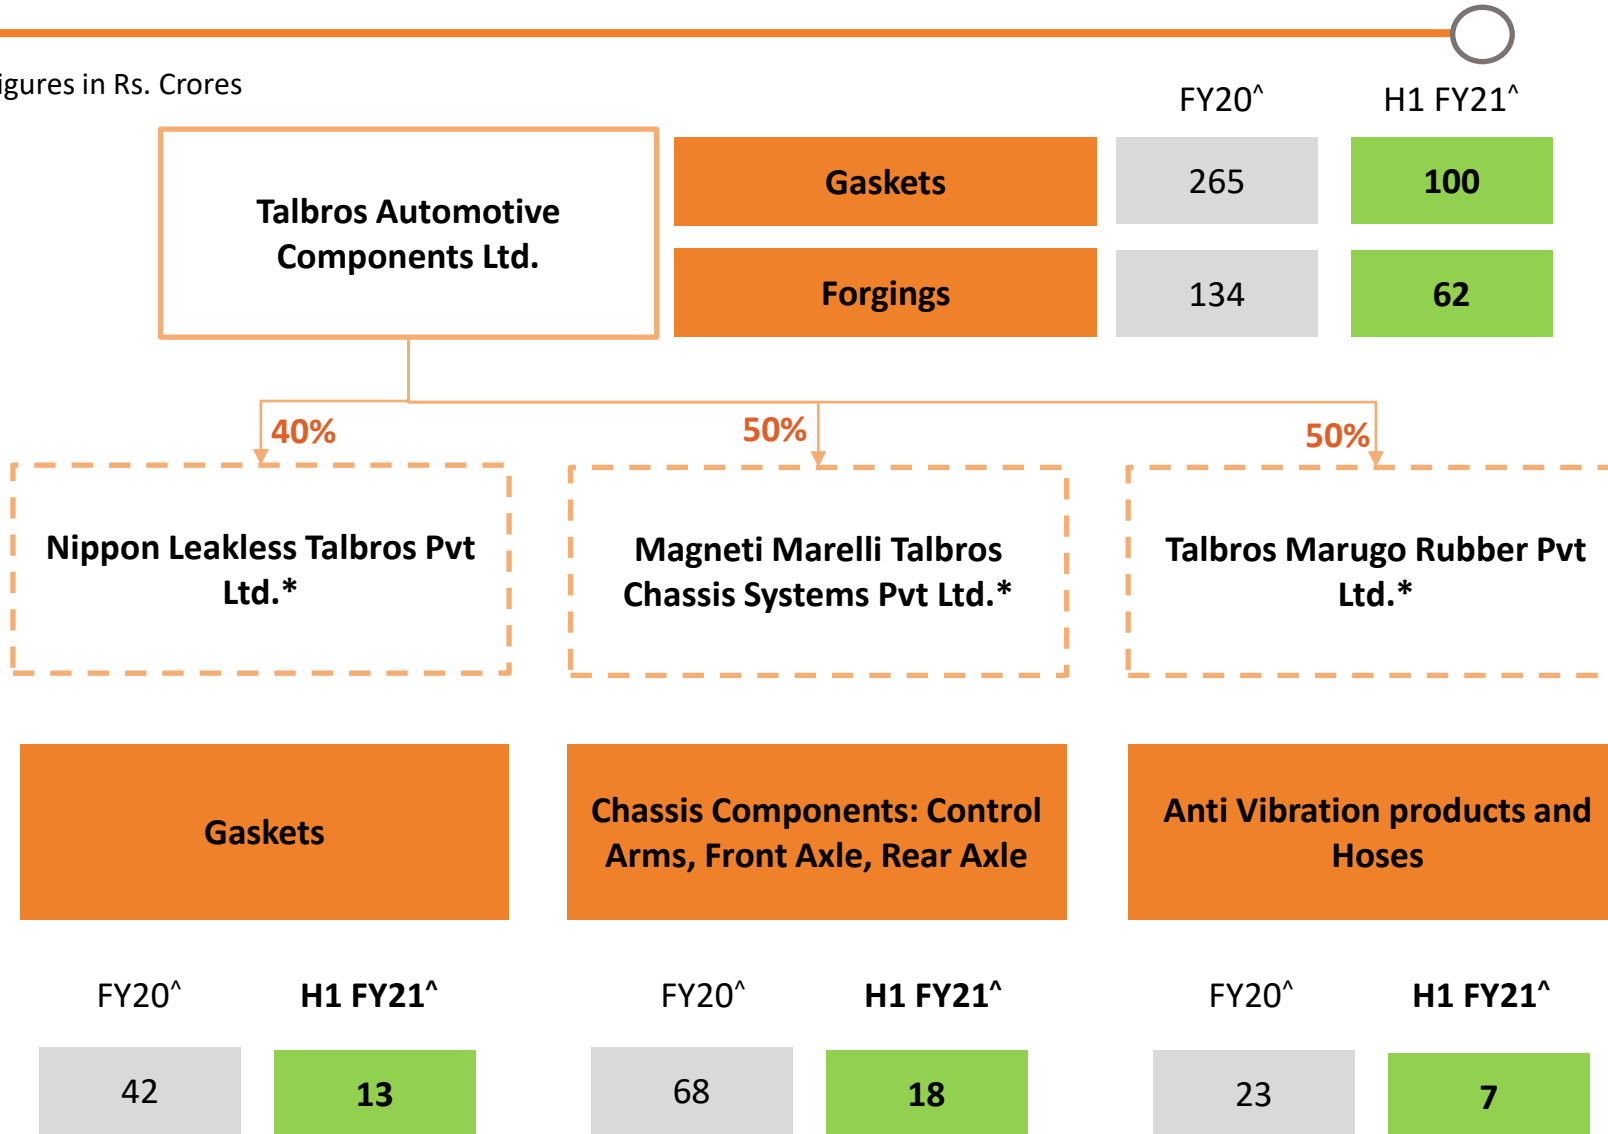 igures in Rs. Crores
FY20^ H1 FY21^
Talbros Automotive
Components Ltd.
Gaskets 265 100
Forgings 134 62
40% 50% 50%
Nippon Leakless Talbros Pvt
Ltd.*
Magneti Marelli Talbros
Chassis Systems Pvt Ltd.*
Talbros Marugo Rubber Pvt
Ltd.*
Gaskets
Chassis Components: Control
Arms, Front Axle, Rear Axle
Anti Vibration products and
Hoses
FY20^ H1 FY21^ FY20^ H1 FY21^ FY20^ H1 FY21^
42 13 68 18 23 7